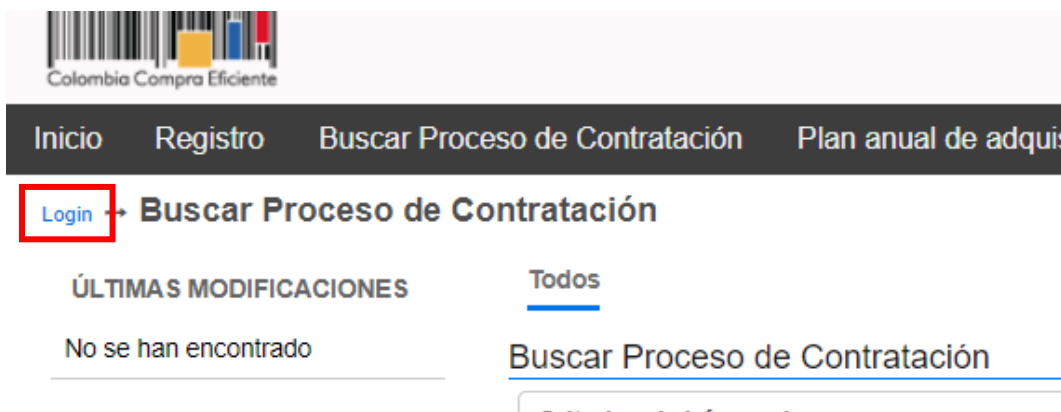 Colombia Compra Eficiente
Inicio Registro Buscar Proceso de Contratación Plan anual de adquis
Login → Buscar Proceso de Contratación
ÚLTIMAS MODIFICACIONES
Todos
No se han encontrado
Buscar Proceso de Contratación